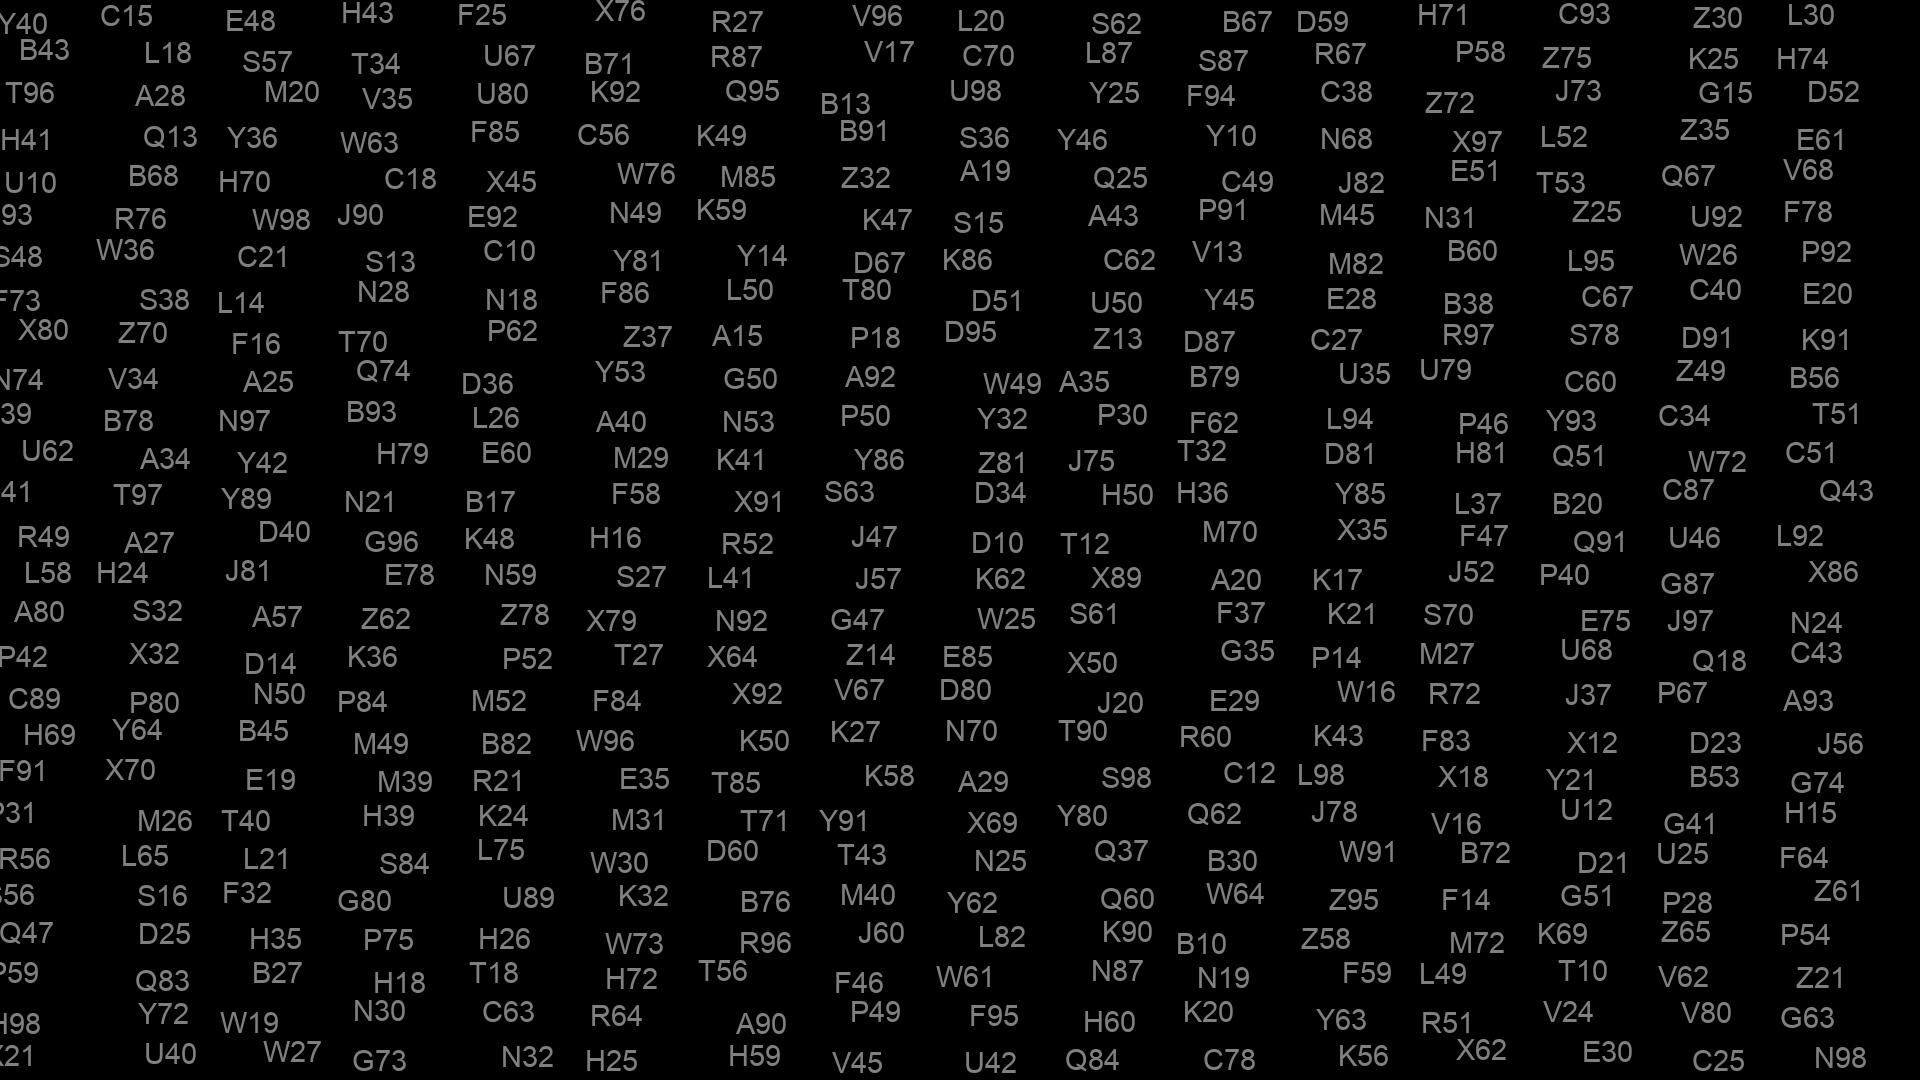 Y40 C15 E48 H43 F25 X76 R27 V96 L20 S62 B67 D59 H71 C93 Z30 L30
B43 L18 S57 T34 U67 B71 R87 V17 C70 L87 S87 R67 P58 Z75 K25 H74
T96 A28 M20 V35 U80 K92 Q95 B13 U98 Y25 F94 C38 Z72 J73 G15 D52
H41 Q13 Y36 W63 F85 C56 K49 B91 S36 Y46 Y10 N68 X97 L52 Z35 E61
U10 B68 H70 C18 X45 W76 M85 Z32 A19 Q25 C49 J82 E51 T53 Q67 V68
93 R76 W98 J90 E92 N49 K59 K47 S15 A43 P91 M45 N31 Z25 U92 F78
S48 W36 C21 S13 C10 Y81 Y14 D67 K86 C62 V13 M82 B60 L95 W26 P92
F73 S38 L14 N28 N18 F86 L50 T80 D51 U50 Y45 E28 B38 C67 C40 E20
X80 Z70 F16 T70 P62 Z37 A15 P18 D95 Z13 D87 C27 R97 S78 D91 K91
N74 V34 A25 Q74 D36 Y53 G50 A92 W49 A35 B79 U35 U79 C60 Z49 B56
39 B78 N97 B93 L26 A40 N53 P50 Y32 P30 F62 L94 P46 Y93 C34 T51
U62 A34 Y42 H79 E60 M29 K41 Y86 Z81 J75 T32 D81 H81 Q51 W72 C51
41 T97 Y89 N21 B17 F58 X91 S63 D34 H50 H36 Y85 L37 B20 C87 Q43
R49 A27 D40 G96 K48 H16 R52 J47 D10 T12 M70 X35 F47 Q91 U46 L92
L58 H24 J81 E78 N59 S27 L41 J57 K62 X89 A20 K17 J52 P40 G87 X86
A80 S32 A57 Z62 Z78 X79 N92 G47 W25 S61 F37 K21 S70 E75 J97 N24
P42 X32 D14 K36 P52 T27 X64 Z14 E85 X50 G35 P14 M27 U68 Q18 C43
C89 P80 N50 P84 M52 F84 X92 V67 D80 J20 E29 W16 R72 J37 P67 A93
H69 Y64 B45 M49 B82 W96 K50 K27 N70 T90 R60 K43 F83 X12 D23 J56
F91 X70 E19 M39 R21 E35 T85 K58 A29 S98 C12 L98 X18 Y21 B53 G74
P31 M26 T40 H39 K24 M31 T71 Y91 X69 Y80 Q62 J78 V16 U12 G41 H15
R56 L65 L21 S84 L75 W30 D60 T43 N25 Q37 B30 W91 B72 D21 U25 F64
56 S16 F32 G80 U89 K32 B76 M40 Y62 Q60 W64 Z95 F14 G51 P28 Z61
Q47 D25 H35 P75 H26 W73 R96 J60 L82 K90 B10 Z58 M72 K69 Z65 P54
P59 Q83 B27 H18 T18 H72 T56 F46 W61 N87 N19 F59 L49 T10 V62 Z21
H98 Y72 W19 N30 C63 R64 A90 P49 F95 H60 K20 Y63 R51 V24 V80 G63
21 U40 W27 G73 N32 H25 H59 V45 U42 Q84 C78 K56 X62 E30 C25 N98